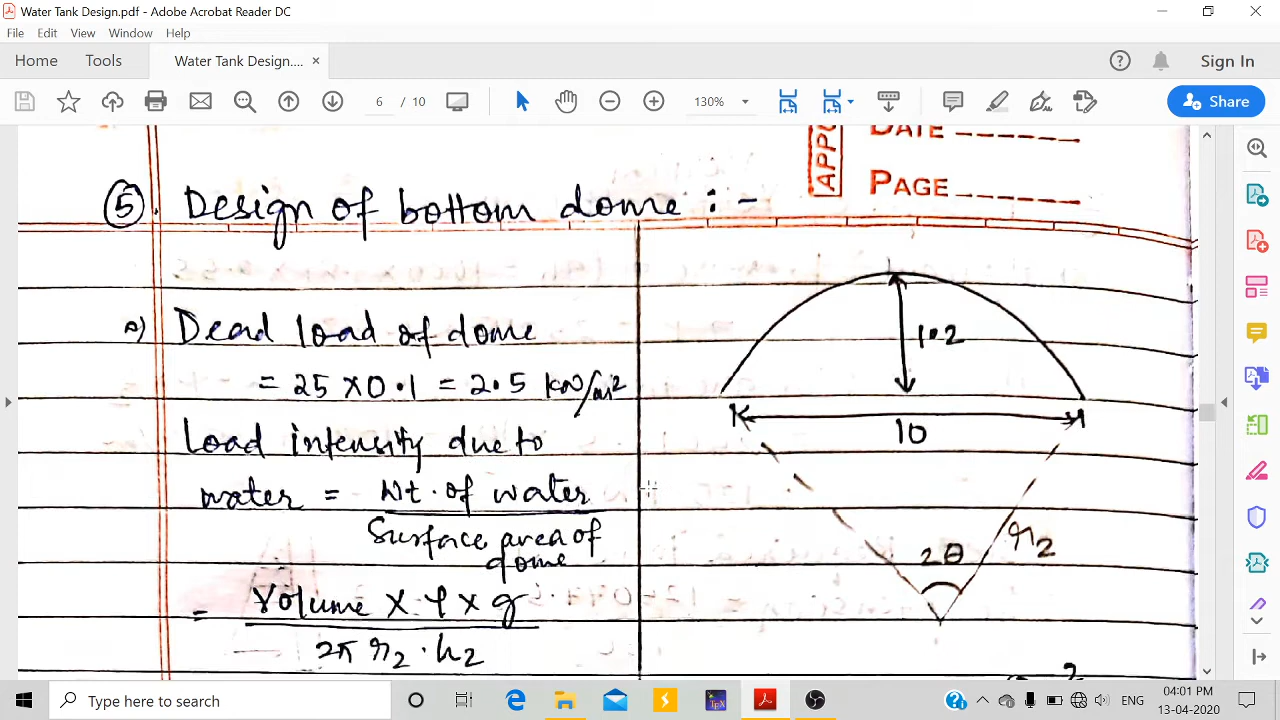 Water Tank Design.pdf - Adobe Acrobat Reader DC
File Edit View Window Help
Home Tools Water Tank Design.... × Sign In
6 / 10 130% Share
APPC
DATE
PAGE
5. Design of bottom dome :-
a) Dead load of dome
= 25 × 0.1 = 2.5 kN/m²
Load intensity due to
water = Wt. of water
Surface area of
dome
= Volume × ρ × g
2π r2 . h2
1.2
10
2θ
r2
Type here to search
ENG
04:01 PM
13-04-2020